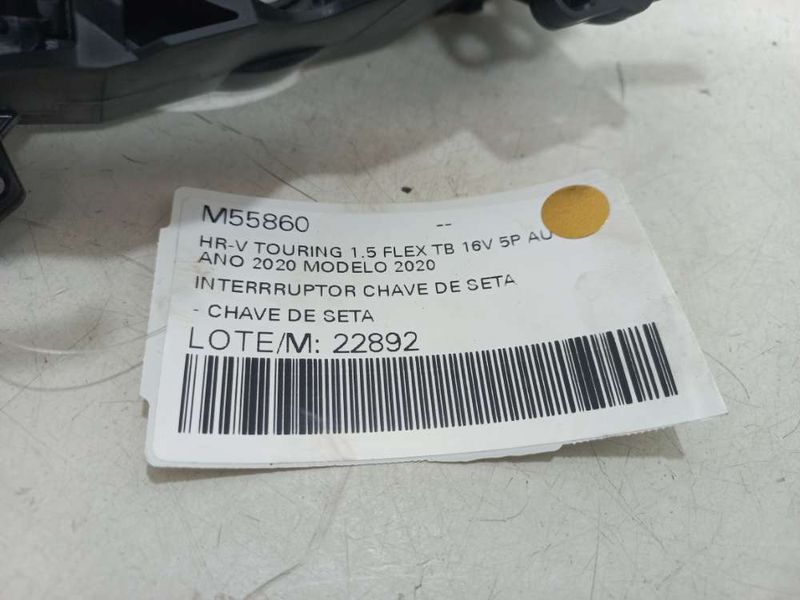 M55860 --
HR-V TOURING 1.5 FLEX TB 16V 5P AU
ANO 2020 MODELO 2020
INTERRRUPTOR CHAVE DE SETA
- CHAVE DE SETA
LOTE/M: 22892